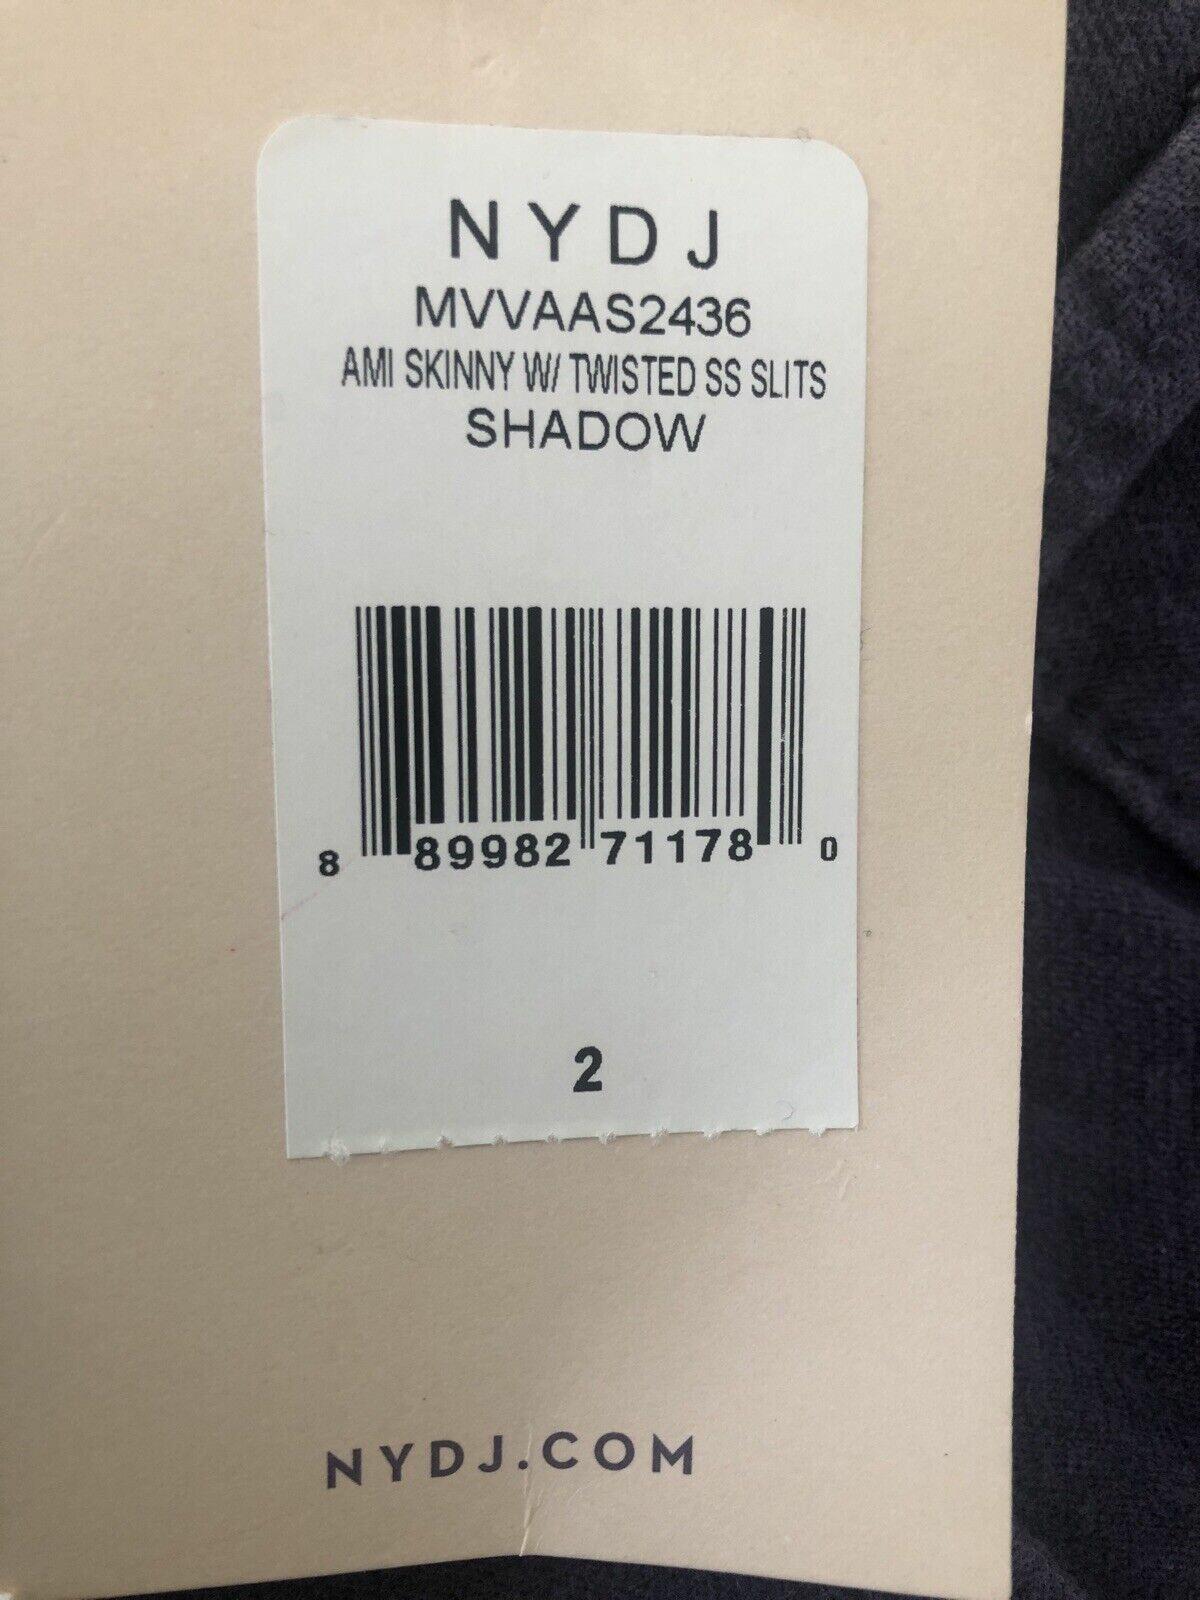 NYDJ
MVVAAS2436
AMI SKINNY W/ TWISTED SS SLITS
SHADOW
8 89982 71178 0
2
NYDJ.COM